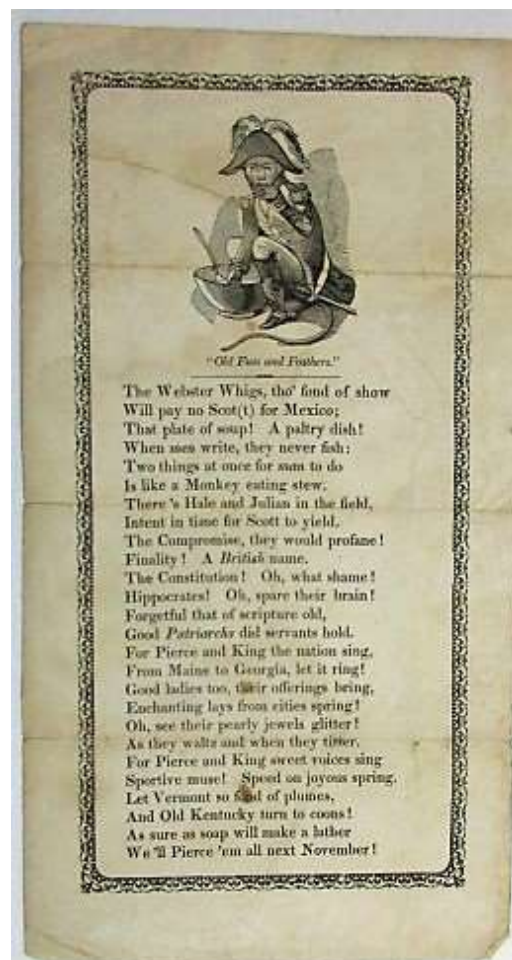 "Old Fuss and Feathers."
The Webster Whigs, tho' fond of show
Will pay no Scot(t) for Mexico;
That plate of soup! A paltry dish!
When men write, they never fish;
Two things at once for man to do
Is like a Monkey eating stew;
There's Hale and Julian in the field,
Intent in time for Scott to yield,
The Compromise, they would profane!
Finality! A British name.
The Constitution! Oh, what shame!
Hippocrates! Oh, spare their brain!
Forgetful that of scripture old,
Good Patriarchs did servants hold.
For Pierce and King the nation sing,
From Maine to Georgia, let it ring!
Good ladies too, their offerings bring,
Enchanting lays from cities spring!
Oh, see their pearly jewels glitter!
As they waltz and when they titter.
For Pierce and King sweet voices sing
Sportive muse! Speed on joyous spring.
Let Vermont so fond of plumes,
And Old Kentucky turn to coons!
As sure as soap will make a lather
We'll Pierce 'em all next November!